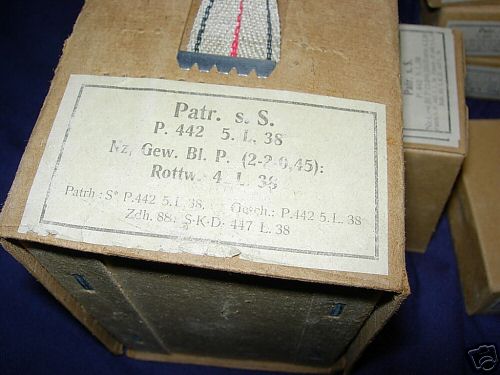 Patr. s. S.
P. 442 5. L. 38
Nz. Gew. Bl. P. (2·2·0,45):
Rottw. 4. L. 38
Patrh.: S* P.442 5. L. 38. Gesch.: P.442 5. L. 38
Zdh. 88: S·K·D· 447 L. 38
Patr s. S.